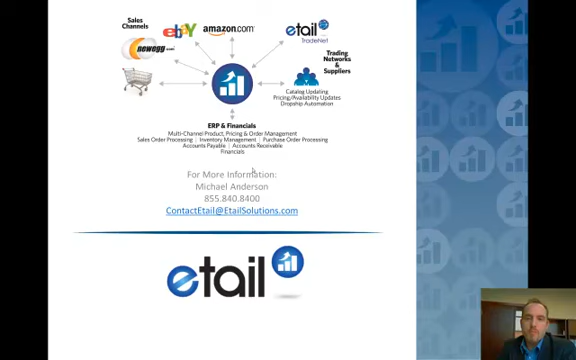 Sales
Channels
ebay
amazon.com
etail
TradeNet
newegg.com
Trading
Networks
&
Suppliers
Catalog Updating
Pricing/Availability Updates
Dropship Automation
ERP & Financials
Multi-Channel Product, Pricing & Order Management
Sales Order Processing | Inventory Management | Purchase Order Processing
Accounts Payable | Accounts Receivable
Financials
For More Information:
Michael Anderson
855.840.8400
ContactEtail@EtailSolutions.com
etail